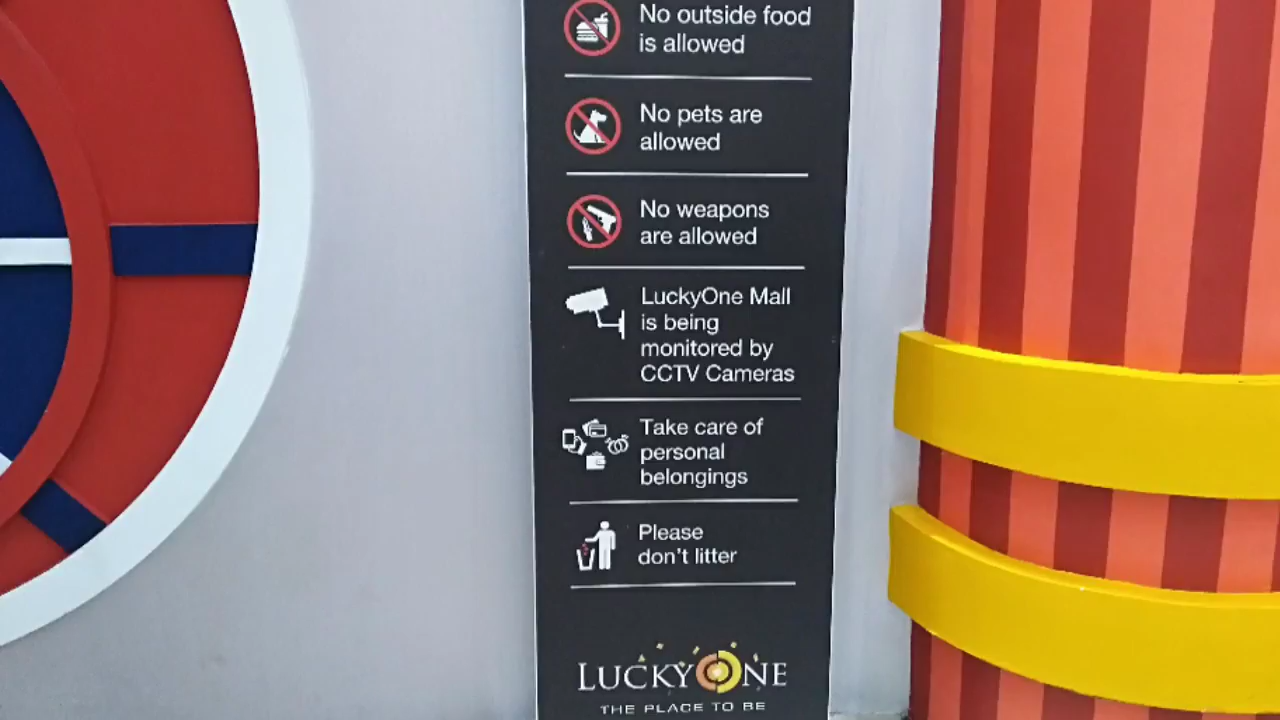 No outside food
is allowed
No pets are
allowed
No weapons
are allowed
LuckyOne Mall
is being
monitored by
CCTV Cameras
Take care of
personal
belongings
Please
don't litter
LUCKYONE
THE PLACE TO BE